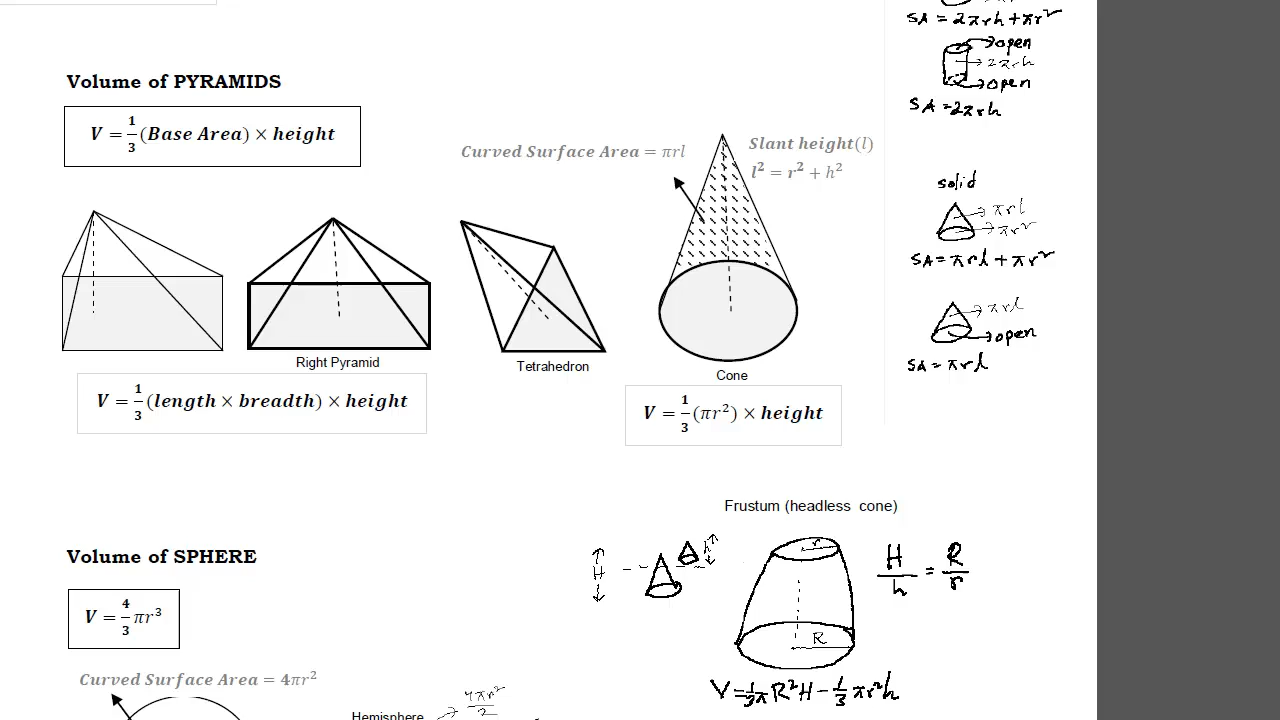 SA = 2πrh + πr²
open
2πrh
open
SA = 2πrh
Volume of PYRAMIDS
V = 1/3 (Base Area) × height
Curved Surface Area = πrl
Slant height(l)
l² = r² + h²
solid
πrl
πr²
SA = πrl + πr²
πrl
open
SA = πrl
Right Pyramid
Tetrahedron
Cone
V = 1/3 (length × breadth) × height
V = 1/3 (πr²) × height
Frustum (headless cone)
Volume of SPHERE
H
h
r
H/h = R/r
V = 4/3 πr³
R
Curved Surface Area = 4πr²
V = 1/3 π R² H - 1/3 πr²h
4πr²/2
Hemisphere